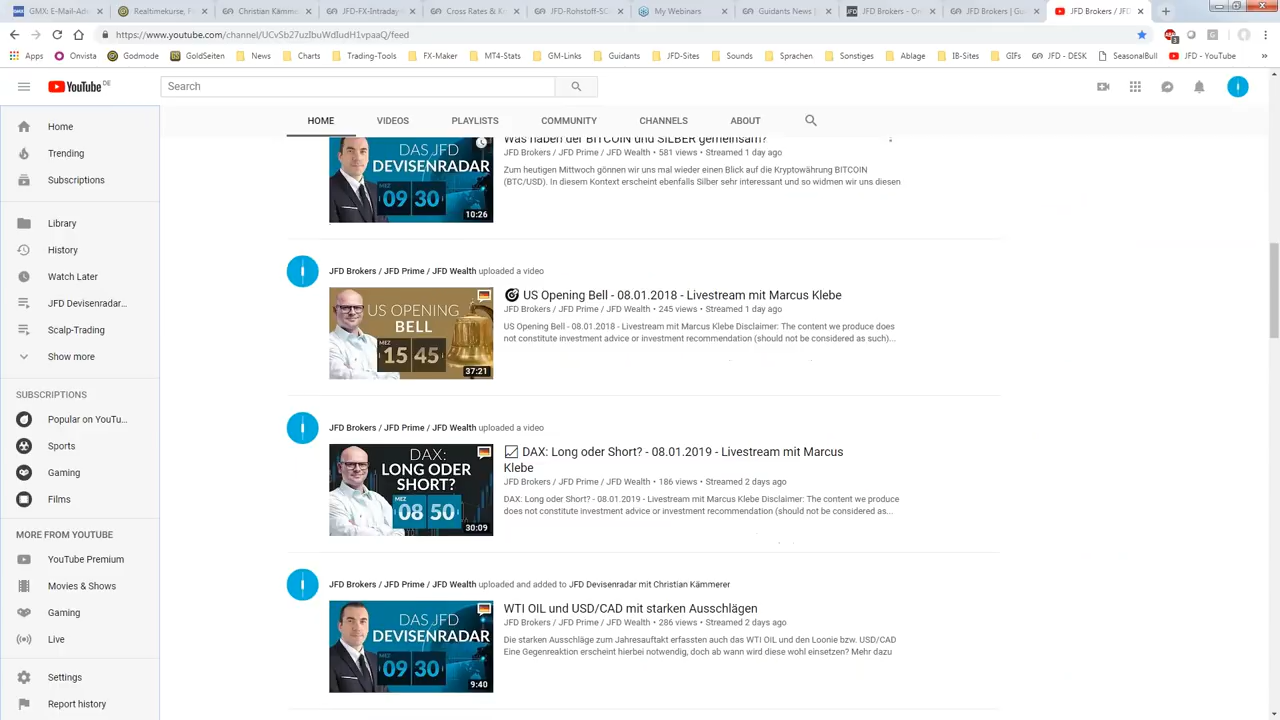 GMX: E-Mail-Adre
Realtimekurse, Fo
Christian Kämme
JFD-FX-Intraday-
Cross Rates & K
JFD-Rohstoff-SC
My Webinars
Guidants News |
JFD Brokers - On
JFD Brokers | Gu
JFD Brokers /
https://www.youtube.com/channel/UCvSb27uzIbuWdIudH1vpaaQ/feed
Apps
Onvista
Godmode
GoldSeiten
News
Charts
Trading-Tools
FX-Maker
MT4-Stats
GM-Links
Guidants
JFD-Sites
Sounds
Sprachen
Sonstiges
Ablage
IB-Sites
GIFs
JFD - DESK
SeasonalBull
JFD - YouTube
YouTube DE
Search
HOME
VIDEOS
PLAYLISTS
COMMUNITY
CHANNELS
ABOUT
Home
Trending
Subscriptions
Library
History
Watch Later
JFD Devisenradar...
Scalp-Trading
Show more
SUBSCRIPTIONS
Popular on YouTu...
Sports
Gaming
Films
MORE FROM YOUTUBE
YouTube Premium
Movies & Shows
Gaming
Live
Settings
Report history
DAS JFD
DEVISENRADAR
MEZ
09 30
10:26
Was haben der BITCOIN und SILBER gemeinsam?
JFD Brokers / JFD Prime / JFD Wealth • 581 views • Streamed 1 day ago
Zum heutigen Mittwoch gönnen wir uns mal wieder einen Blick auf die Kryptowährung BITCOIN
(BTC/USD). In diesem Kontext erscheint ebenfalls Silber sehr interessant und so widmen wir uns diesen
JFD Brokers / JFD Prime / JFD Wealth uploaded a video
US OPENING
BELL
MEZ
15 45
37:21
US Opening Bell - 08.01.2018 - Livestream mit Marcus Klebe
JFD Brokers / JFD Prime / JFD Wealth • 245 views • Streamed 1 day ago
US Opening Bell - 08.01.2018 - Livestream mit Marcus Klebe Disclaimer: The content we produce does
not constitute investment advice or investment recommendation (should not be considered as such)...
JFD Brokers / JFD Prime / JFD Wealth uploaded a video
DAX:
LONG ODER
SHORT?
MEZ
08 50
30:09
DAX: Long oder Short? - 08.01.2019 - Livestream mit Marcus
Klebe
JFD Brokers / JFD Prime / JFD Wealth • 186 views • Streamed 2 days ago
DAX: Long oder Short? - 08.01.2019 - Livestream mit Marcus Klebe Disclaimer: The content we produce
does not constitute investment advice or investment recommendation (should not be considered as...
JFD Brokers / JFD Prime / JFD Wealth uploaded and added to JFD Devisenradar mit Christian Kämmerer
DAS JFD
DEVISENRADAR
MEZ
09 30
9:40
WTI OIL und USD/CAD mit starken Ausschlägen
JFD Brokers / JFD Prime / JFD Wealth • 286 views • Streamed 2 days ago
Die starken Ausschläge zum Jahresauftakt erfassten auch das WTI OIL und den Loonie bzw. USD/CAD
Eine Gegenreaktion erscheint hierbei notwendig, doch ab wann wird diese wohl einsetzen? Mehr dazu